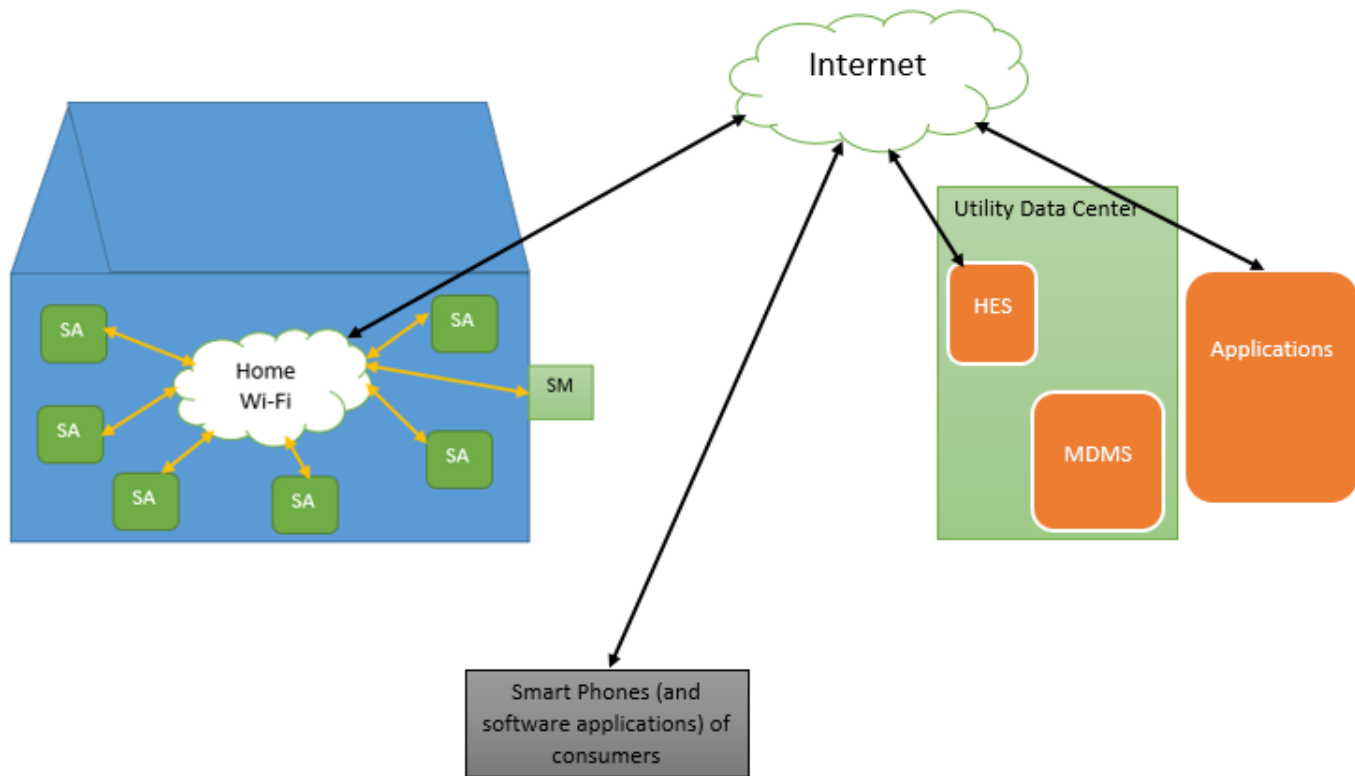 Internet
Utility Data Center
HES
Applications
MDMS
SA
SA
Home
Wi-Fi
SM
SA
SA
SA
SA
Smart Phones (and
software applications) of
consumers